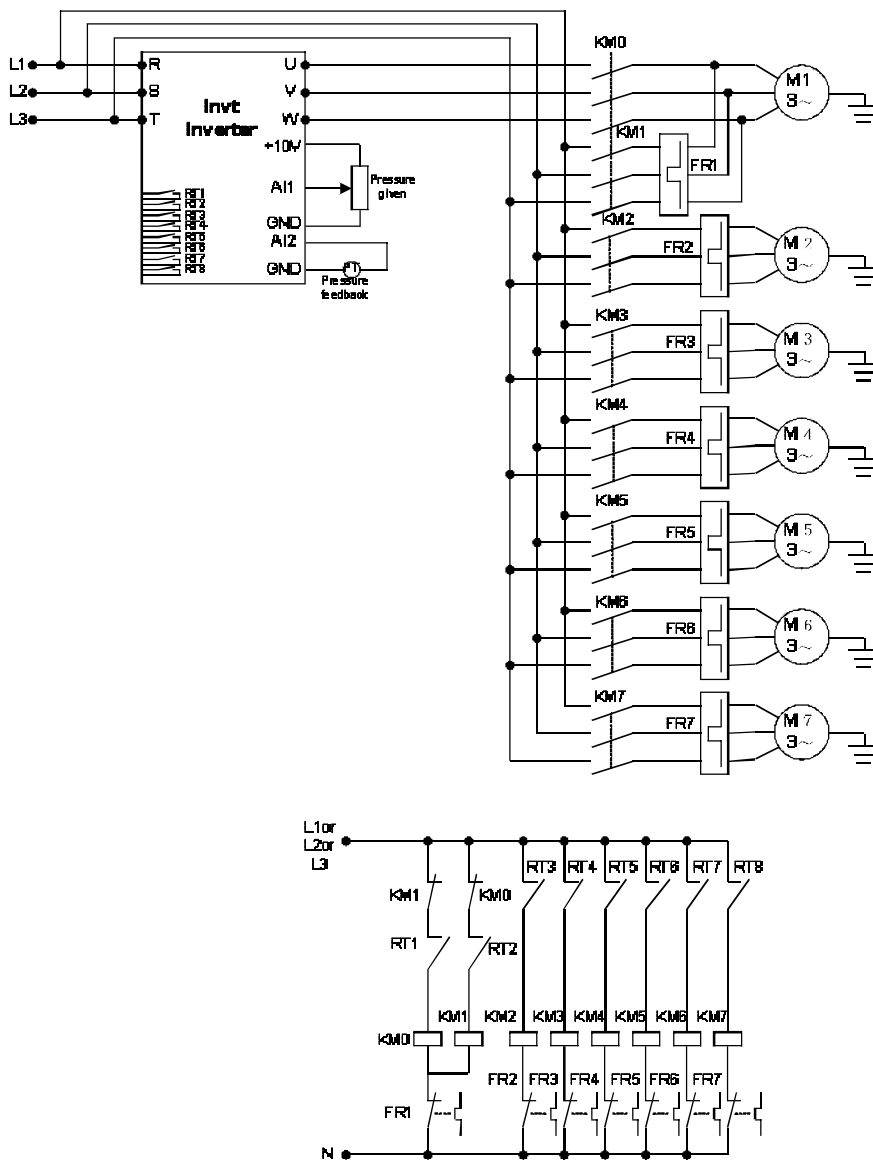 L1
L2
L3
R
S
T
Invt
Inverter
U
V
W
+10V
AI1
GND
AI2
GND
RT1
RT2
RT3
RT4
RT5
RT6
RT7
RT8
Pressure
given
PT
Pressure
feedback
KM0
M1
3~
KM1
FR1
KM2
FR2
M2
3~
KM3
FR3
M3
3~
KM4
FR4
M4
3~
KM5
FR5
M5
3~
KM6
FR6
M6
3~
KM7
FR7
M7
3~
L1or
L2or
L3
KM1
KM0
RT3
RT4
RT5
RT6
RT7
RT8
RT1
RT2
KM0
KM1
KM2
KM3
KM4
KM5
KM6
KM7
FR1
FR2
FR3
FR4
FR5
FR6
FR7
N